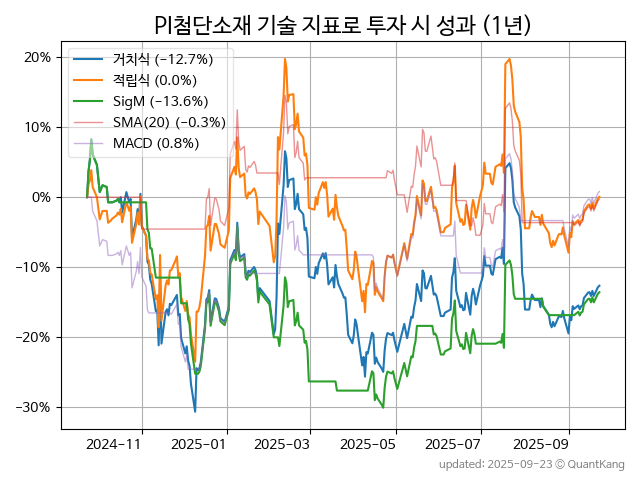 PI첨단소재 기술 지표로 투자 시 성과 (1년)
거치식 (−12.7%)
적립식 (0.0%)
SigM (−13.6%)
SMA(20) (−0.3%)
MACD (0.8%)
20%
10%
0%
−10%
−20%
−30%
2024-11 2025-01 2025-03 2025-05 2025-07 2025-09
updated: 2025-09-23 ⓒ QuantKang